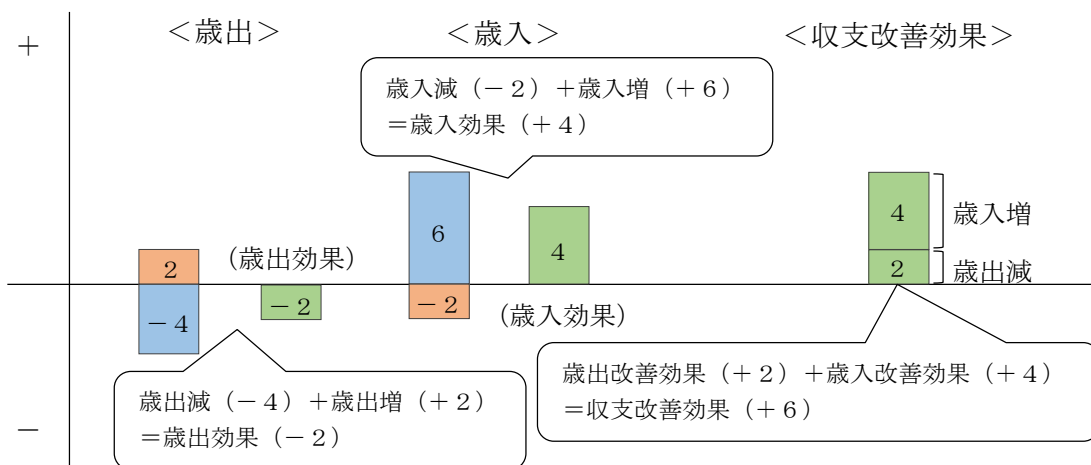 ＋
＜歳出＞
＜歳入＞
＜収支改善効果＞
歳入減（－２）＋歳入増（＋６）
＝歳入効果（＋４）
６
４
４
歳入増
２
歳出減
２
（歳出効果）
－４
－２
－２
（歳入効果）
歳出減（－４）＋歳出増（＋２）
＝歳出効果（－２）
歳出改善効果（＋２）＋歳入改善効果（＋４）
＝収支改善効果（＋６）
－